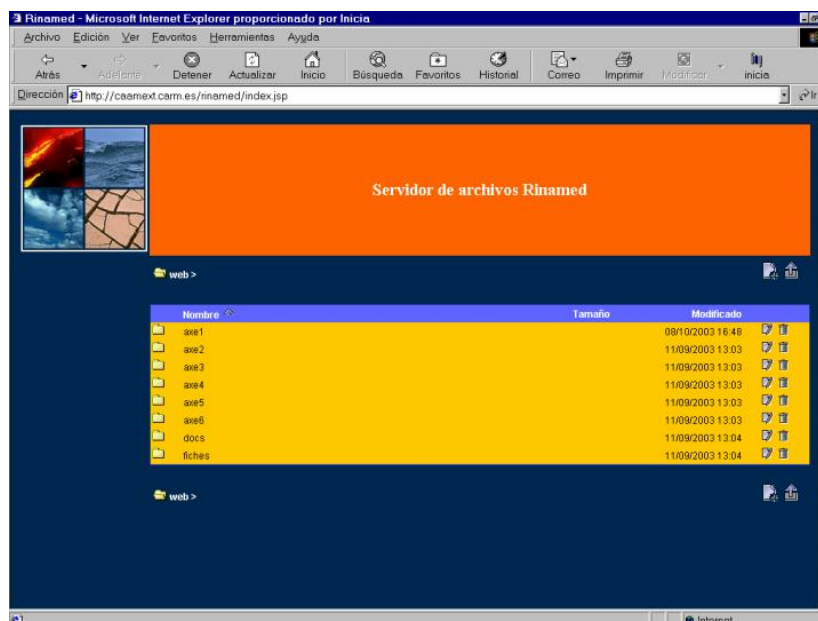 Rinamed - Microsoft Internet Explorer proporcionado por Inicia
Archivo Edición Ver Favoritos Herramientas Ayuda
Atrás Adelante Detener Actualizar Inicio Búsqueda Favoritos Historial Correo Imprimir Modificar inicia
Dirección http://caamext.carm.es/rinamed/index.jsp Ir
Servidor de archivos Rinamed
web >
Nombre Tamaño Modificado
axe1 08/10/2003 16:48
axe2 11/09/2003 13:03
axe3 11/09/2003 13:03
axe4 11/09/2003 13:03
axe5 11/09/2003 13:03
axe6 11/09/2003 13:03
docs 11/09/2003 13:04
fiches 11/09/2003 13:04
web >
Internet